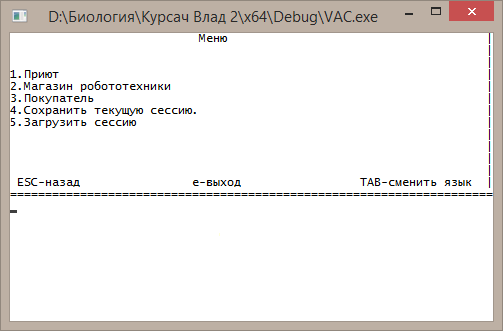 D:\Биология\Курсач Влад 2\x64\Debug\VAC.exe
Меню
1.Приют
2.Магазин робототехники
3.Покупатель
4.Сохранить текущую сессию.
5.Загрузить сессию
ESC-назад e-выход TAB-сменить язык